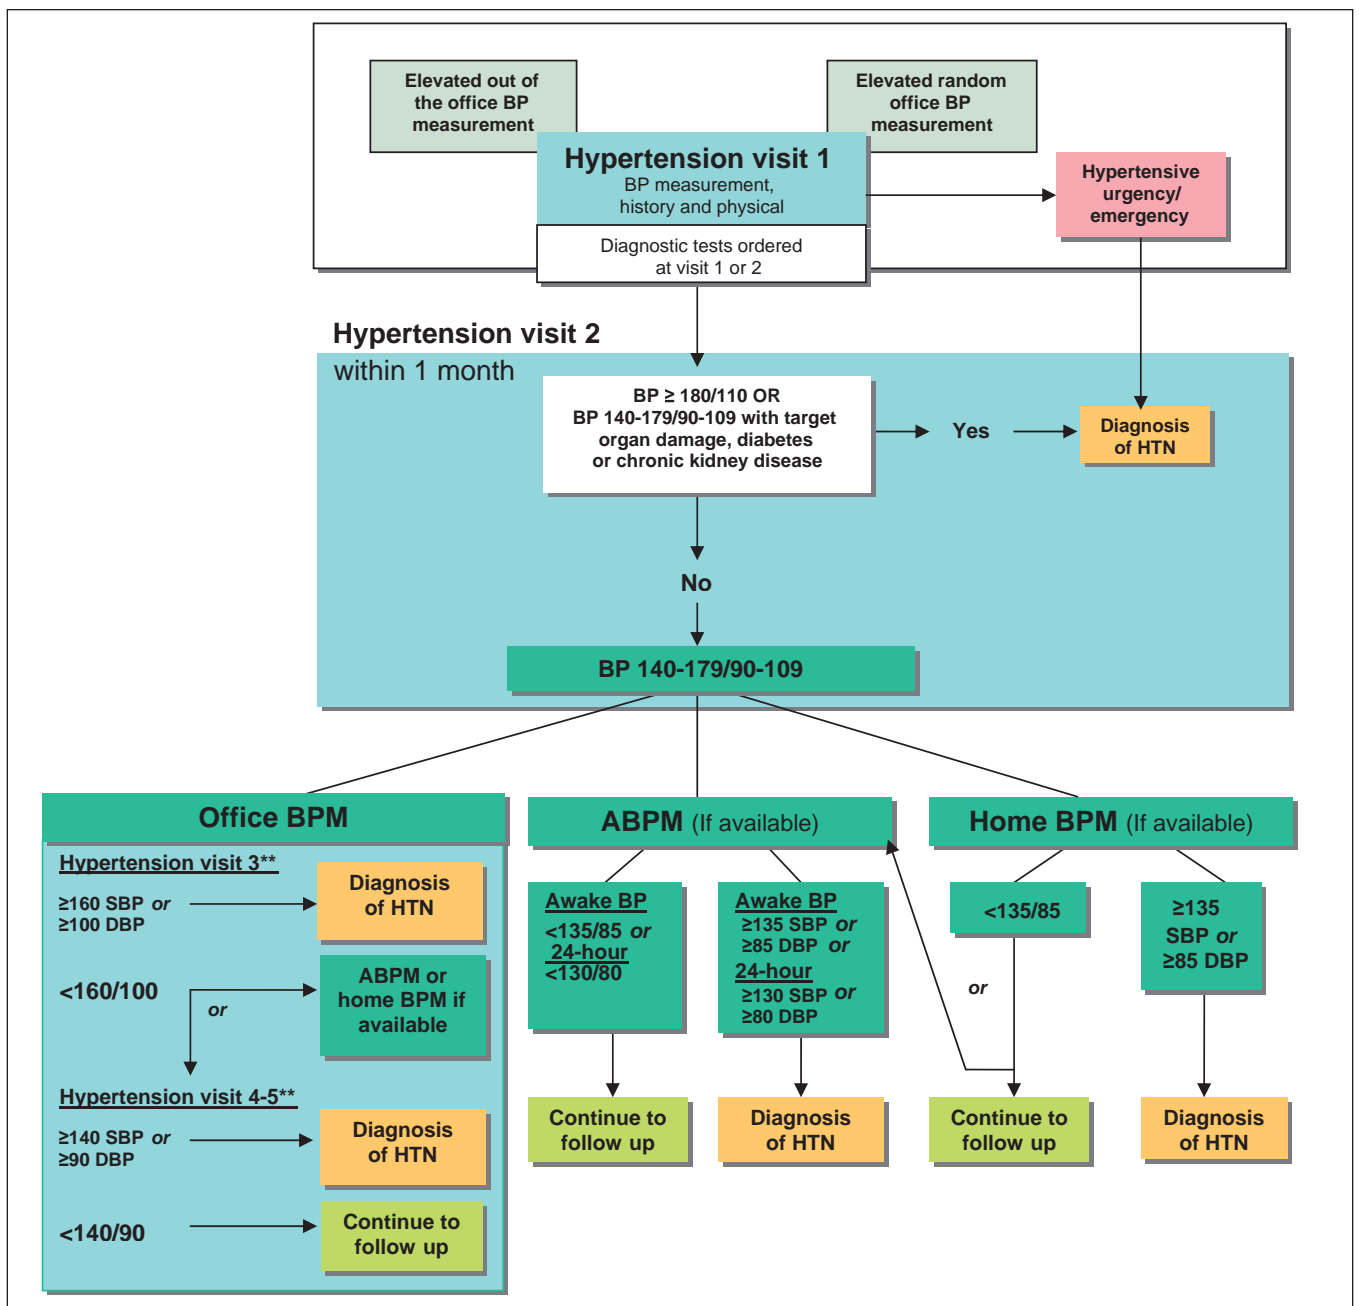 Elevated out of
the office BP
measurement
Elevated random
office BP
measurement
Hypertension visit 1
BP measurement,
history and physical
Hypertensive
urgency/
emergency
Diagnostic tests ordered
at visit 1 or 2
Hypertension visit 2
within 1 month
BP ≥ 180/110 OR
BP 140-179/90-109 with target
organ damage, diabetes
or chronic kidney disease
Yes
Diagnosis
of HTN
No
BP 140-179/90-109
Office BPM
Hypertension visit 3**
≥160 SBP or
≥100 DBP
Diagnosis
of HTN
<160/100
or
ABPM or
home BPM if
available
Hypertension visit 4-5**
≥140 SBP or
≥90 DBP
Diagnosis
of HTN
<140/90
Continue to
follow up
ABPM (If available)
Awake BP
<135/85 or
24-hour
<130/80
Continue to
follow up
Awake BP
≥135 SBP or
≥85 DBP or
24-hour
≥130 SBP or
≥80 DBP
Diagnosis
of HTN
Home BPM (If available)
<135/85
or
Continue to
follow up
≥135
SBP or
≥85 DBP
Diagnosis
of HTN